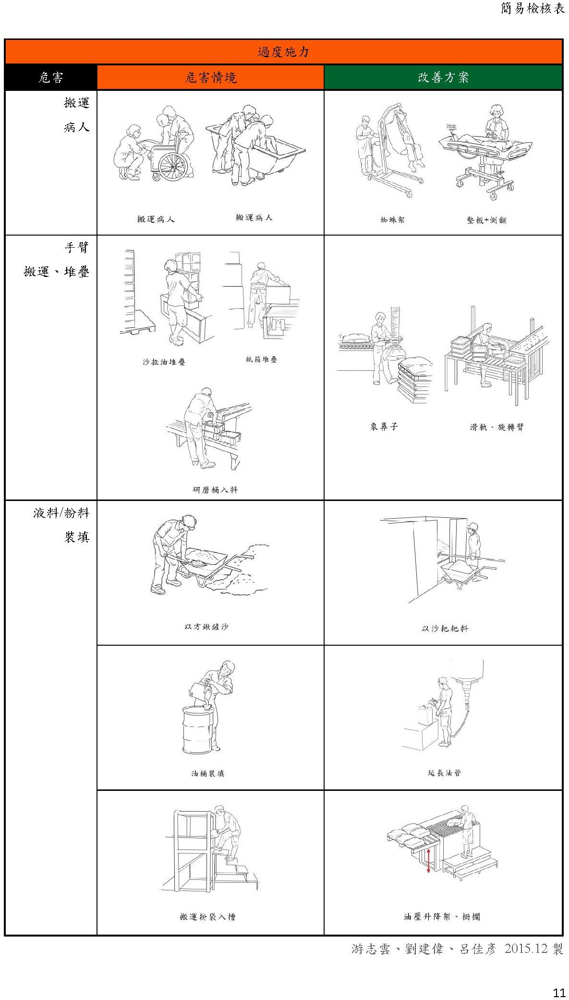 簡易檢核表
過度施力
危害 危害情境 改善方案
搬運
病人
搬運病人 搬運病人 蜘蛛架 墊板+側翻
手臂
搬運、堆疊
沙拉油堆疊 紙箱堆疊
象鼻子 滑軌、旋轉臂
研磨桶入料
液料/粉料
裝填
以方鍬鏟沙 以沙耙耙料
油桶裝填 延長油管
搬運粉袋入槽 油壓升降架、柵欄
游志雲、劉建偉、呂佳彥 2015.12 製
11